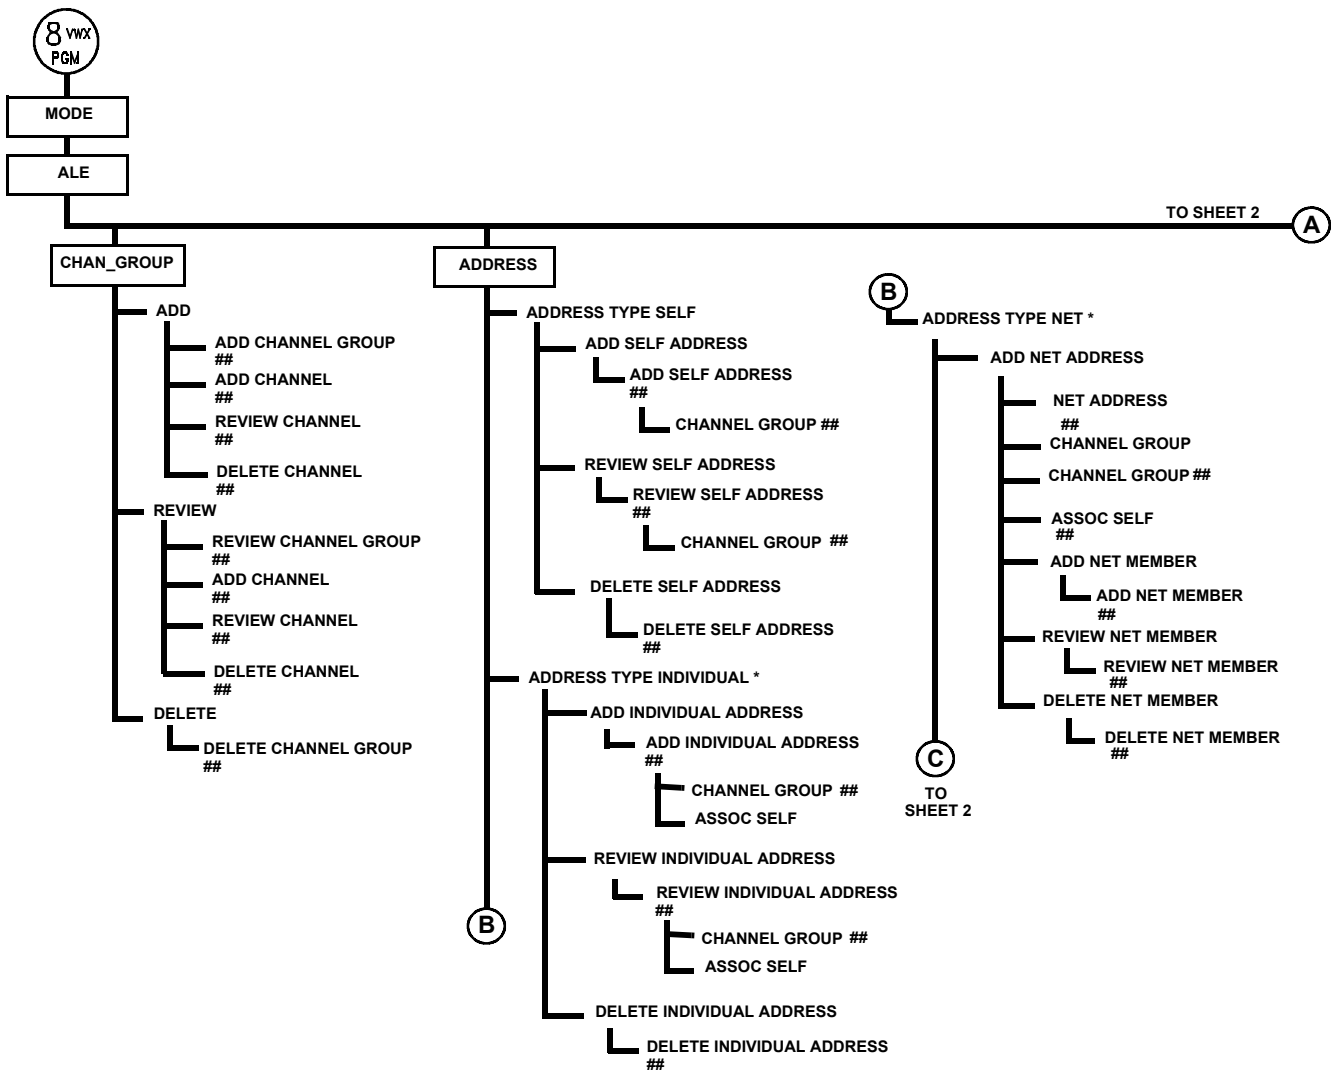 8 VWX
PGM
MODE
ALE
TO SHEET 2
A
CHAN_GROUP
ADD
ADD CHANNEL GROUP
##
ADD CHANNEL
##
REVIEW CHANNEL
##
DELETE CHANNEL
##
REVIEW
REVIEW CHANNEL GROUP
##
ADD CHANNEL
##
REVIEW CHANNEL
##
DELETE CHANNEL
##
DELETE
DELETE CHANNEL GROUP
##
ADDRESS
ADDRESS TYPE SELF
ADD SELF ADDRESS
ADD SELF ADDRESS
##
CHANNEL GROUP ##
REVIEW SELF ADDRESS
REVIEW SELF ADDRESS
##
CHANNEL GROUP ##
DELETE SELF ADDRESS
DELETE SELF ADDRESS
##
ADDRESS TYPE INDIVIDUAL *
ADD INDIVIDUAL ADDRESS
ADD INDIVIDUAL ADDRESS
##
CHANNEL GROUP ##
ASSOC SELF
REVIEW INDIVIDUAL ADDRESS
REVIEW INDIVIDUAL ADDRESS
##
CHANNEL GROUP ##
ASSOC SELF
DELETE INDIVIDUAL ADDRESS
DELETE INDIVIDUAL ADDRESS
##
B
B
ADDRESS TYPE NET *
ADD NET ADDRESS
NET ADDRESS
##
CHANNEL GROUP
CHANNEL GROUP ##
ASSOC SELF
##
ADD NET MEMBER
ADD NET MEMBER
##
REVIEW NET MEMBER
REVIEW NET MEMBER
##
DELETE NET MEMBER
DELETE NET MEMBER
##
C
TO
SHEET 2